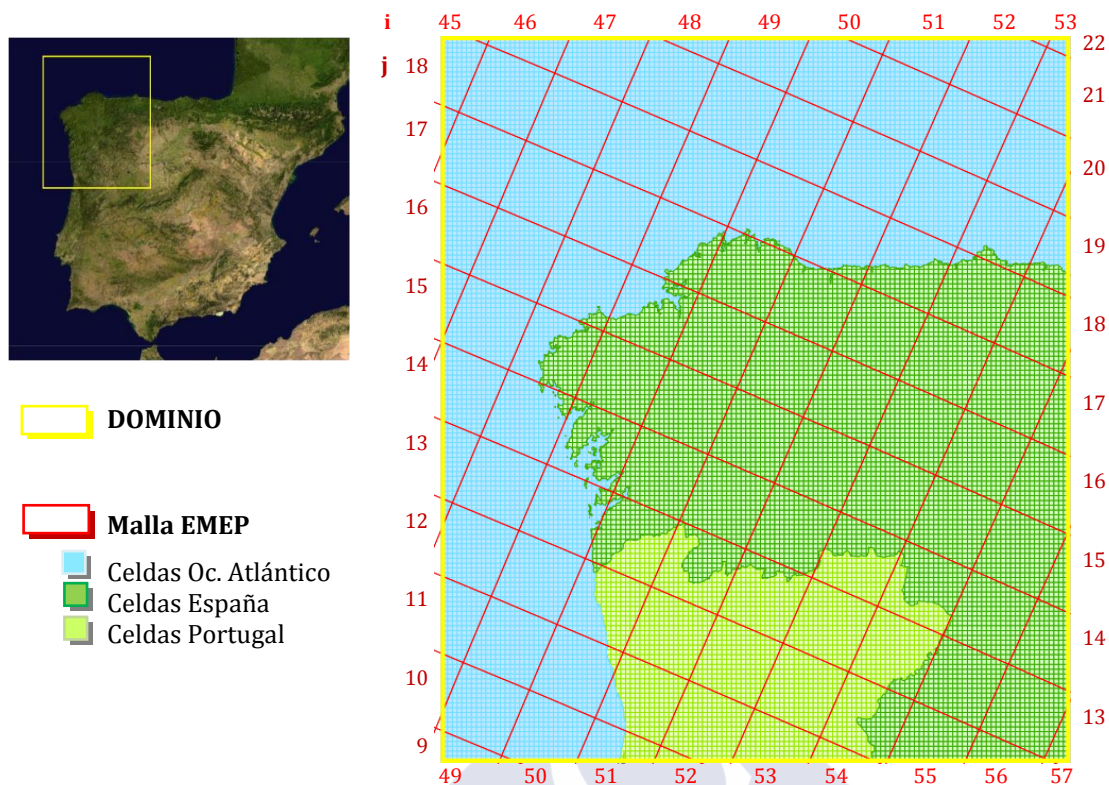 i 45 46 47 48 49 50 51 52 53
j
18
17
16
15
14
13
12
11
10
9
22
21
20
19
18
17
16
15
14
13
49 50 51 52 53 54 55 56 57
DOMINIO
Malla EMEP
Celdas Oc. Atlántico
Celdas España
Celdas Portugal